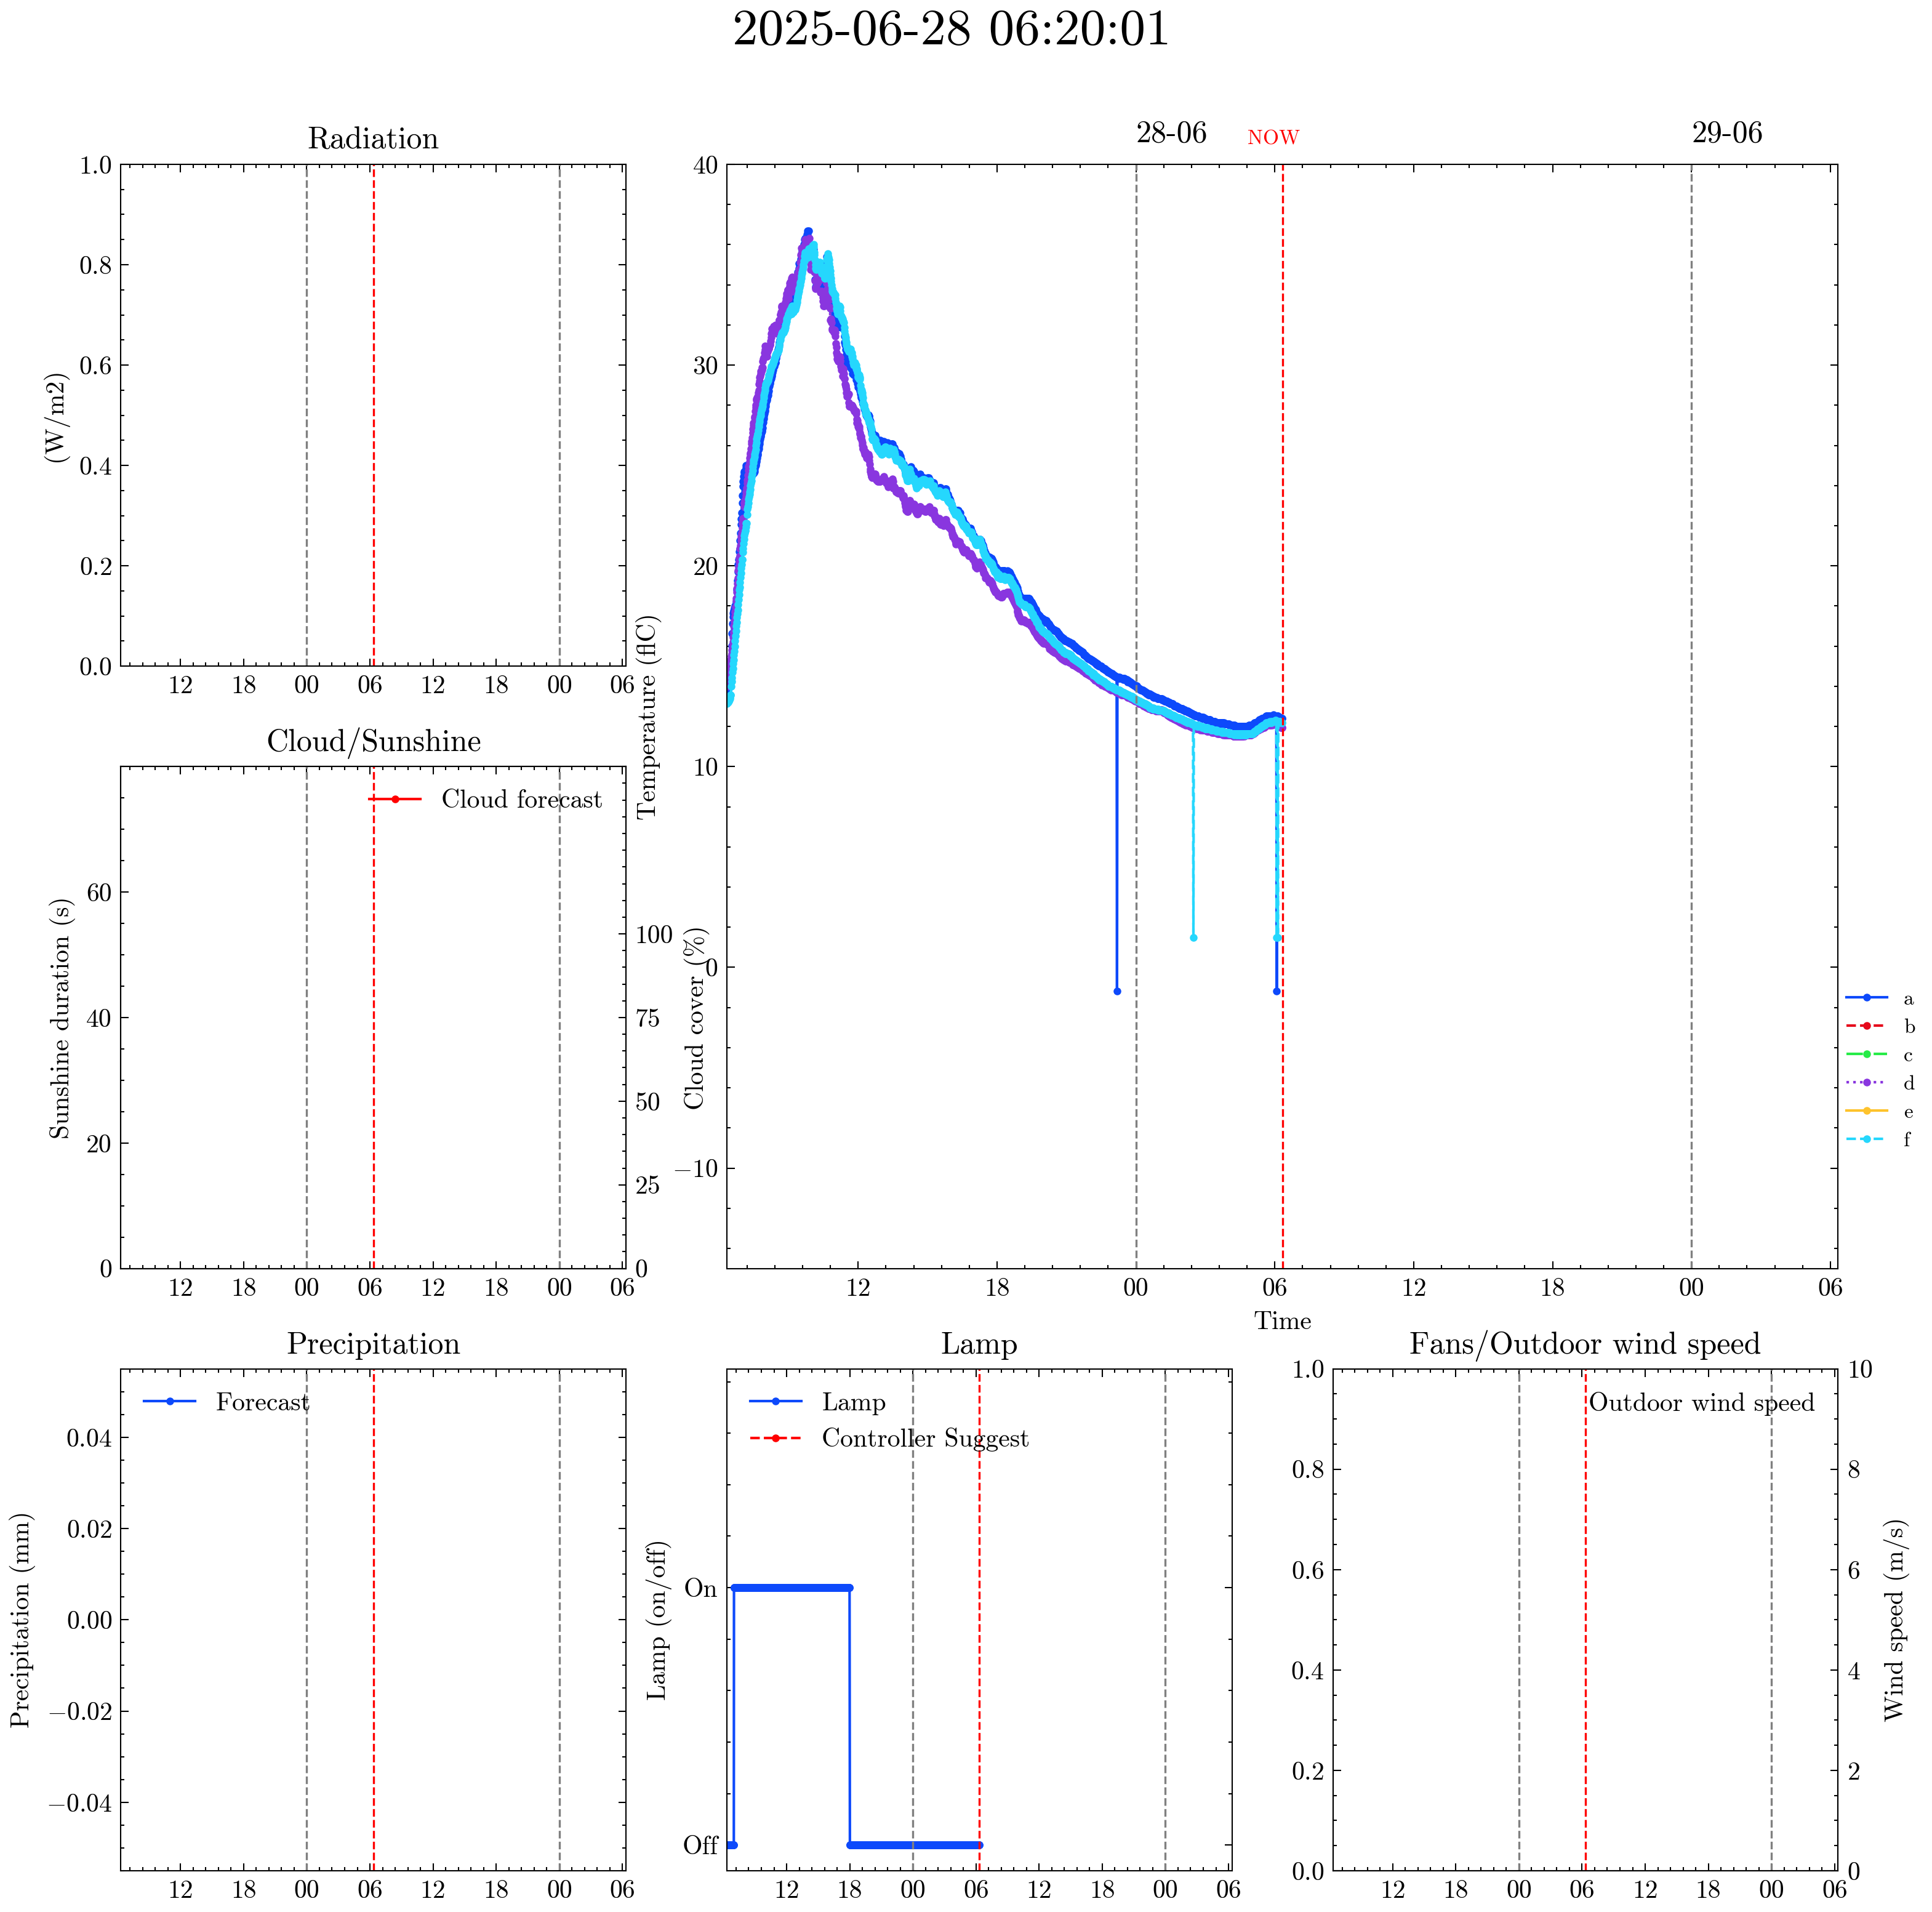 2025-06-28 06:20:01
Radiation
1.0
0.8
0.6
0.4
0.2
0.0
(W/m2)
12 18 00 06 12 18 00 06
28-06 NOW 29-06
40
30
20
10
0
−10
Temperature (flC)
12 18 00 06 12 18 00 06
Time
a
b
c
d
e
f
Cloud/Sunshine
Cloud forecast
60
40
20
0
Sunshine duration (s)
100
75
50
25
0
Cloud cover (%)
12 18 00 06 12 18 00 06
Precipitation
Forecast
0.04
0.02
0.00
−0.02
−0.04
Precipitation (mm)
12 18 00 06 12 18 00 06
Lamp
Lamp
Controller Suggest
On
Off
Lamp (on/off)
12 18 00 06 12 18 00 06
Fans/Outdoor wind speed
Outdoor wind speed
1.0
0.8
0.6
0.4
0.2
0.0
10
8
6
4
2
0
Wind speed (m/s)
12 18 00 06 12 18 00 06